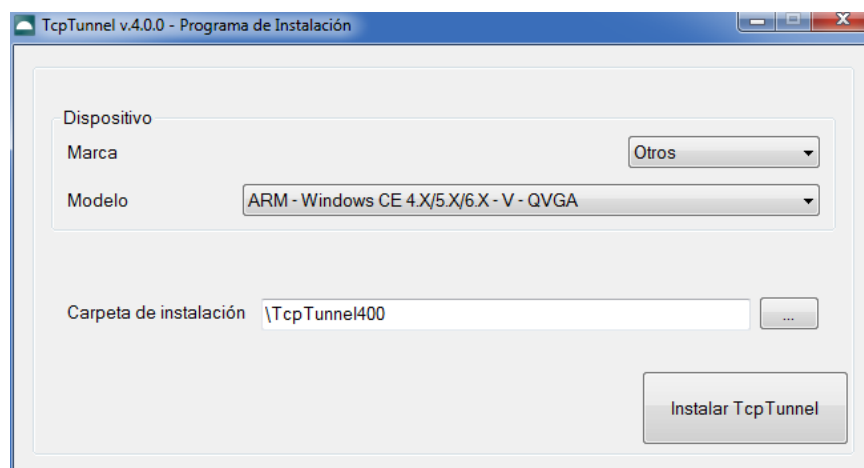 TcpTunnel v.4.0.0 - Programa de Instalación
Dispositivo
Marca
Otros
Modelo
ARM - Windows CE 4.X/5.X/6.X - V - QVGA
Carpeta de instalación
\TcpTunnel400
...
Instalar TcpTunnel